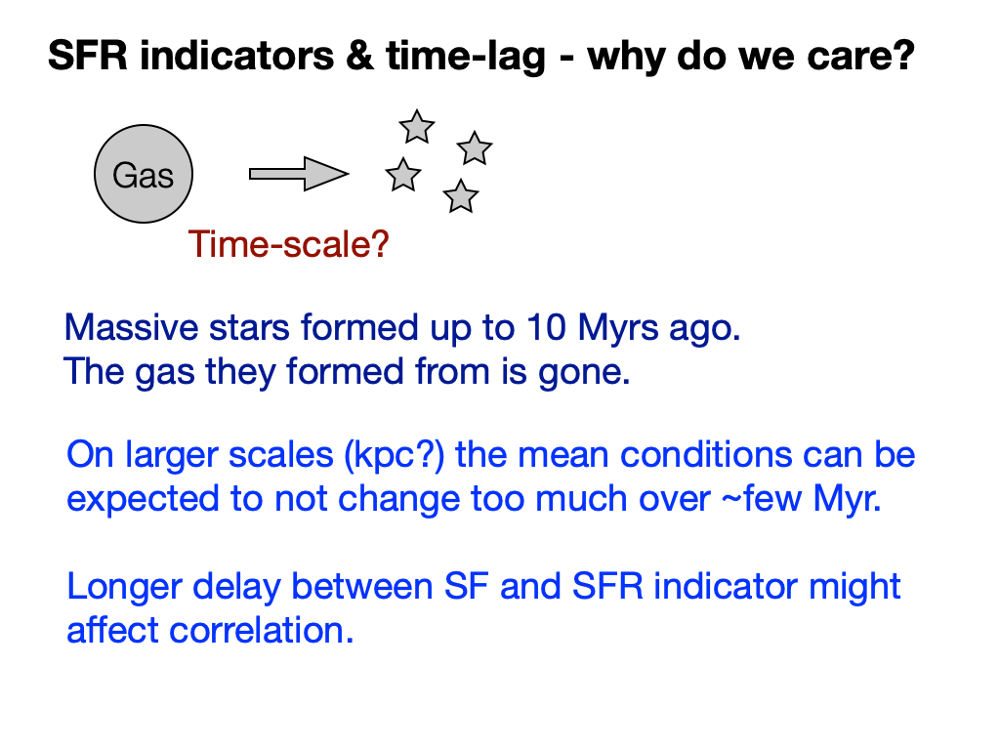 SFR indicators & time-lag - why do we care?
Gas
Time-scale?
Massive stars formed up to 10 Myrs ago.
The gas they formed from is gone.
On larger scales (kpc?) the mean conditions can be
expected to not change too much over ~few Myr.
Longer delay between SF and SFR indicator might
affect correlation.